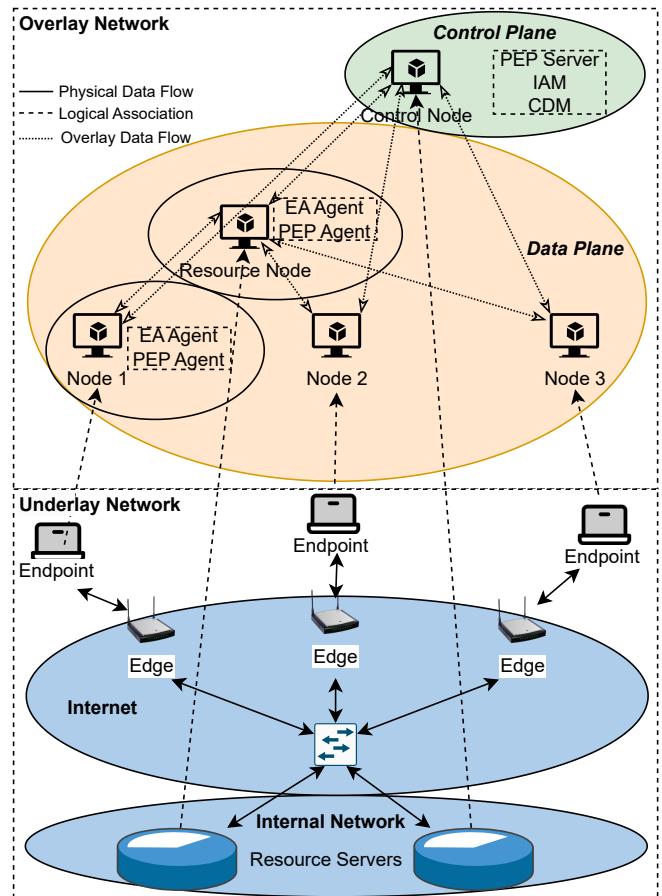 Overlay Network
Control Plane
PEP Server
IAM
CDM
Control Node
Physical Data Flow
Logical Association
Overlay Data Flow
EA Agent
PEP Agent
Resource Node
Data Plane
EA Agent
PEP Agent
Node 1
Node 2
Node 3
Underlay Network
Endpoint
Endpoint
Endpoint
Edge
Edge
Edge
Internet
Internal Network
Resource Servers